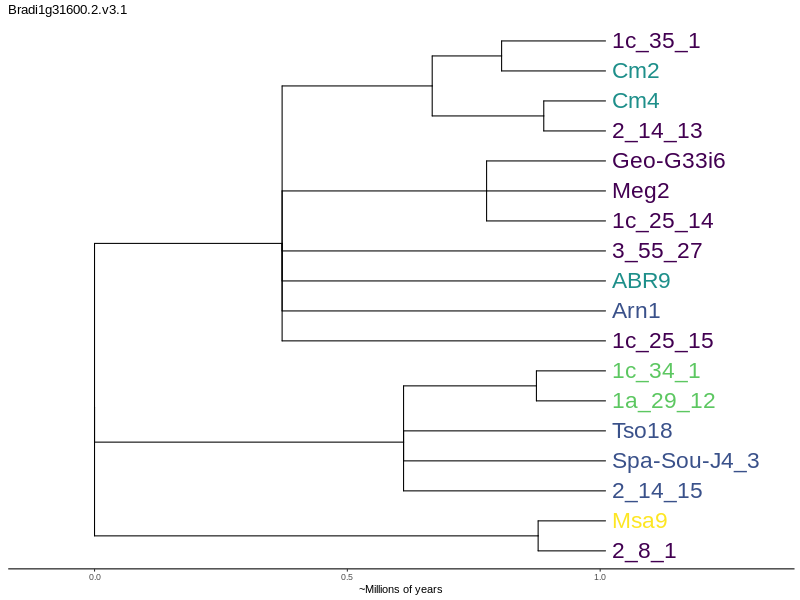 Bradi1g31600.2.v3.1
1c_35_1
Cm2
Cm4
2_14_13
Geo-G33i6
Meg2
1c_25_14
3_55_27
ABR9
Arn1
1c_25_15
1c_34_1
1a_29_12
Tso18
Spa-Sou-J4_3
2_14_15
Msa9
2_8_1
0.0 0.5 1.0
~Millions of years